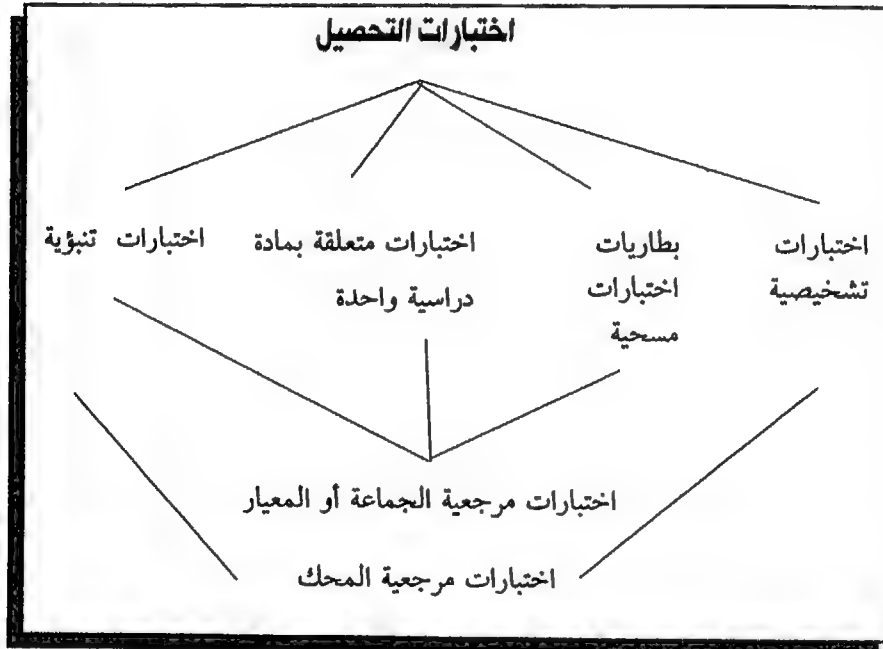 اختبارات التحصيل
اختبارات
تشخيصية
بطاريات
اختبارات
مسحية
اختبارات متعلقة بمادة
دراسية واحدة
اختبارات تنبؤية
اختبارات مرجعية الجماعة أو المعيار
اختبارات مرجعية المحك